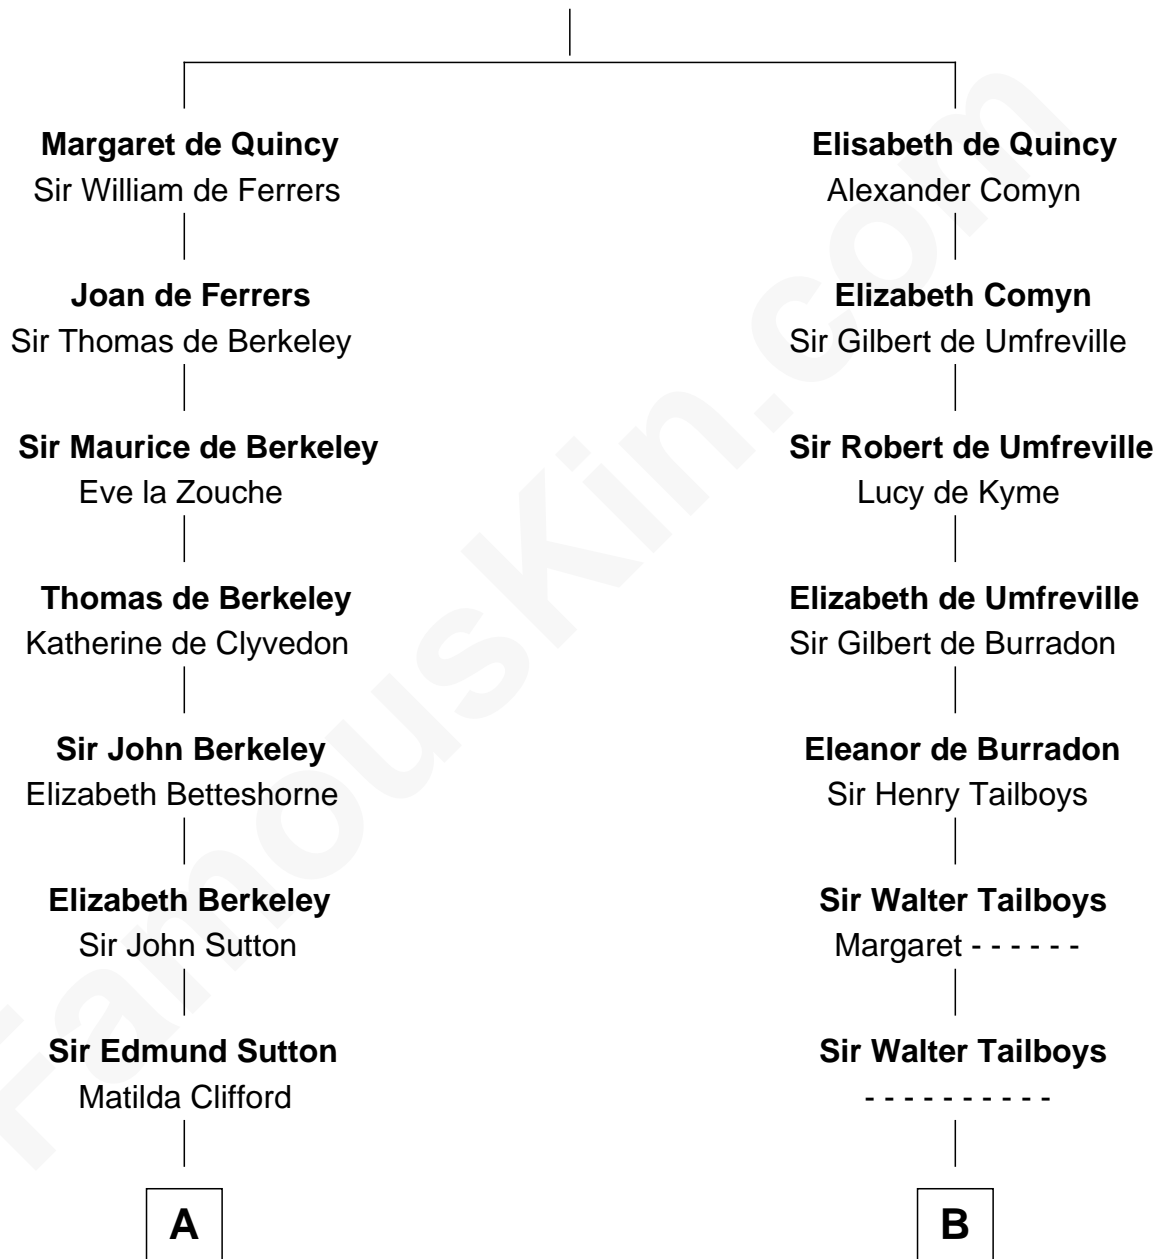 Margaret de Quincy
Sir William de Ferrers
Joan de Ferrers
Sir Thomas de Berkeley
Sir Maurice de Berkeley
Eve la Zouche
Thomas de Berkeley
Katherine de Clyvedon
Sir John Berkeley
Elizabeth Betteshorne
Elizabeth Berkeley
Sir John Sutton
Sir Edmund Sutton
Matilda Clifford
A
Elisabeth de Quincy
Alexander Comyn
Elizabeth Comyn
Sir Gilbert de Umfreville
Sir Robert de Umfreville
Lucy de Kyme
Elizabeth de Umfreville
Sir Gilbert de Burradon
Eleanor de Burradon
Sir Henry Tailboys
Sir Walter Tailboys
Margaret - - - - - -
Sir Walter Tailboys
- - - - - - - - - -
B
FamousKin.com